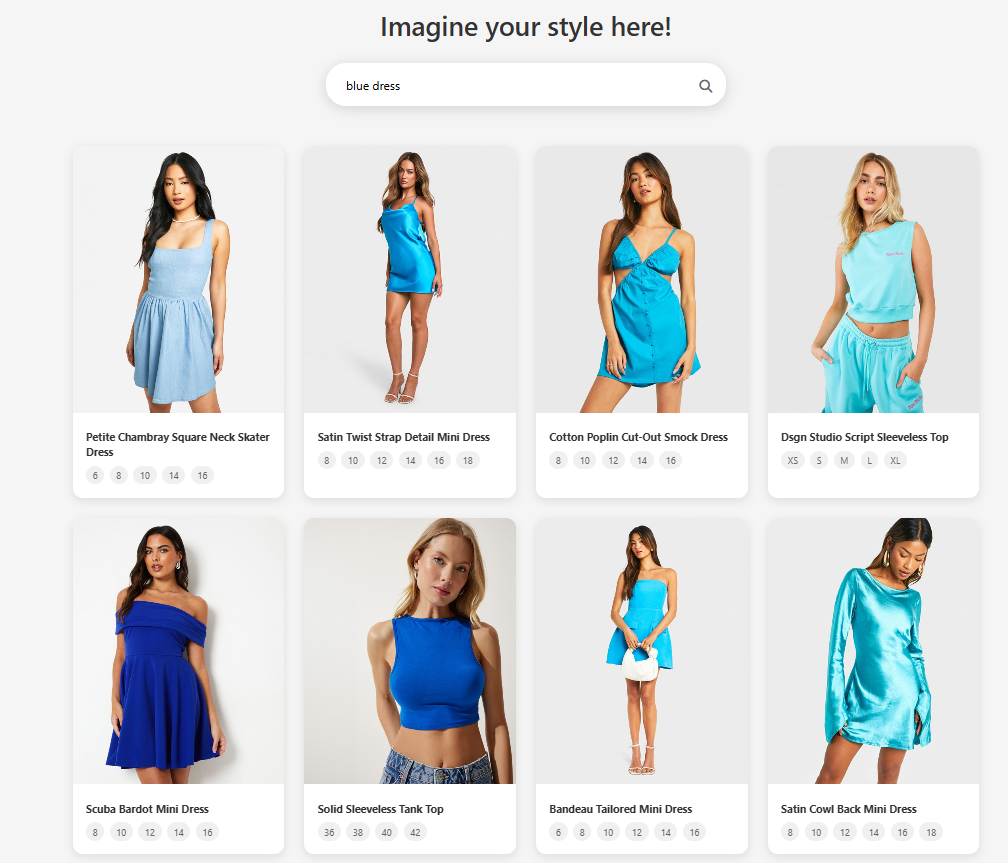 Imagine your style here!
blue dress
Petite Chambray Square Neck Skater
Dress
6 8 10 14 16
Satin Twist Strap Detail Mini Dress
8 10 12 14 16 18
Cotton Poplin Cut-Out Smock Dress
8 10 12 14 16
Dsgn Studio Script Sleeveless Top
XS S M L XL
Scuba Bardot Mini Dress
8 10 12 14 16
Solid Sleeveless Tank Top
36 38 40 42
Bandeau Tailored Mini Dress
6 8 10 12 14 16
Satin Cowl Back Mini Dress
8 10 12 14 16 18